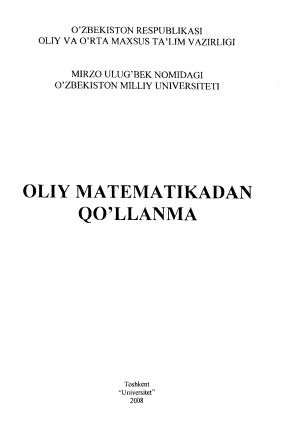 O'ZBEKISTON RESPUBLIKASI
OLIY VA O'RTA MAXSUS TA'LIM VAZIRLIGI
MIRZO ULUG'BEK NOMIDAGI
O'ZBEKISTON MILLIY UNIVERSITETI
OLIY MATEMATIKADAN
QO'LLANMA
Toshkent
"Universitet"
2008